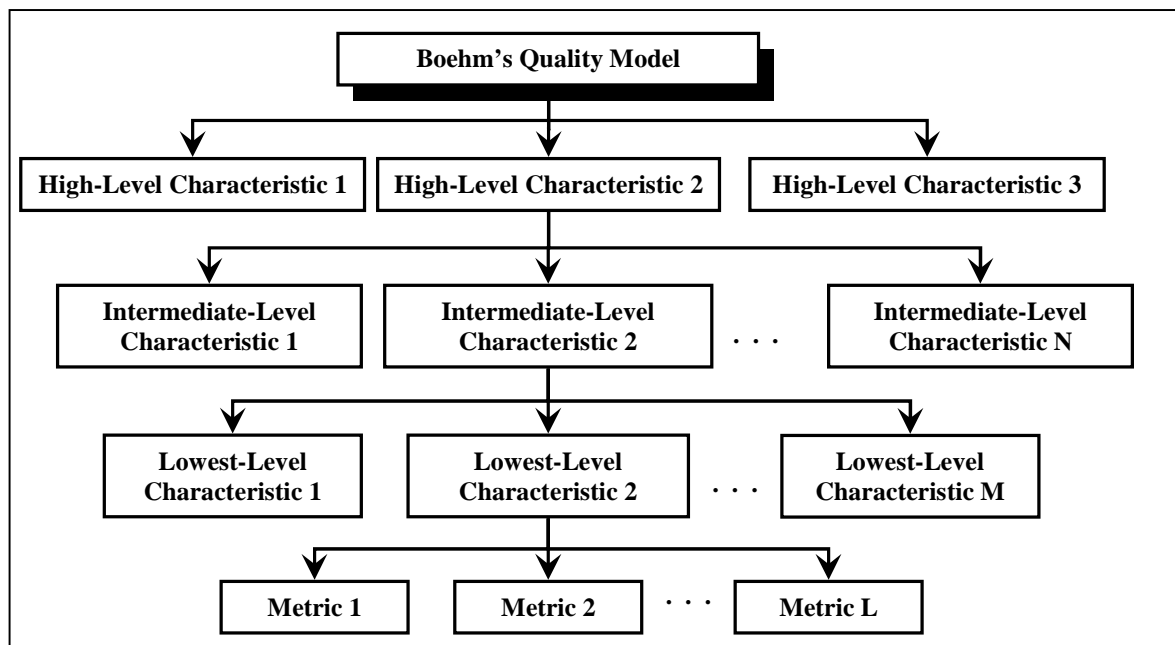 Boehm's Quality Model
High-Level Characteristic 1
High-Level Characteristic 2
High-Level Characteristic 3
Intermediate-Level
Characteristic 1
Intermediate-Level
Characteristic 2
. . .
Intermediate-Level
Characteristic N
Lowest-Level
Characteristic 1
Lowest-Level
Characteristic 2
. . .
Lowest-Level
Characteristic M
Metric 1
Metric 2
. . .
Metric L